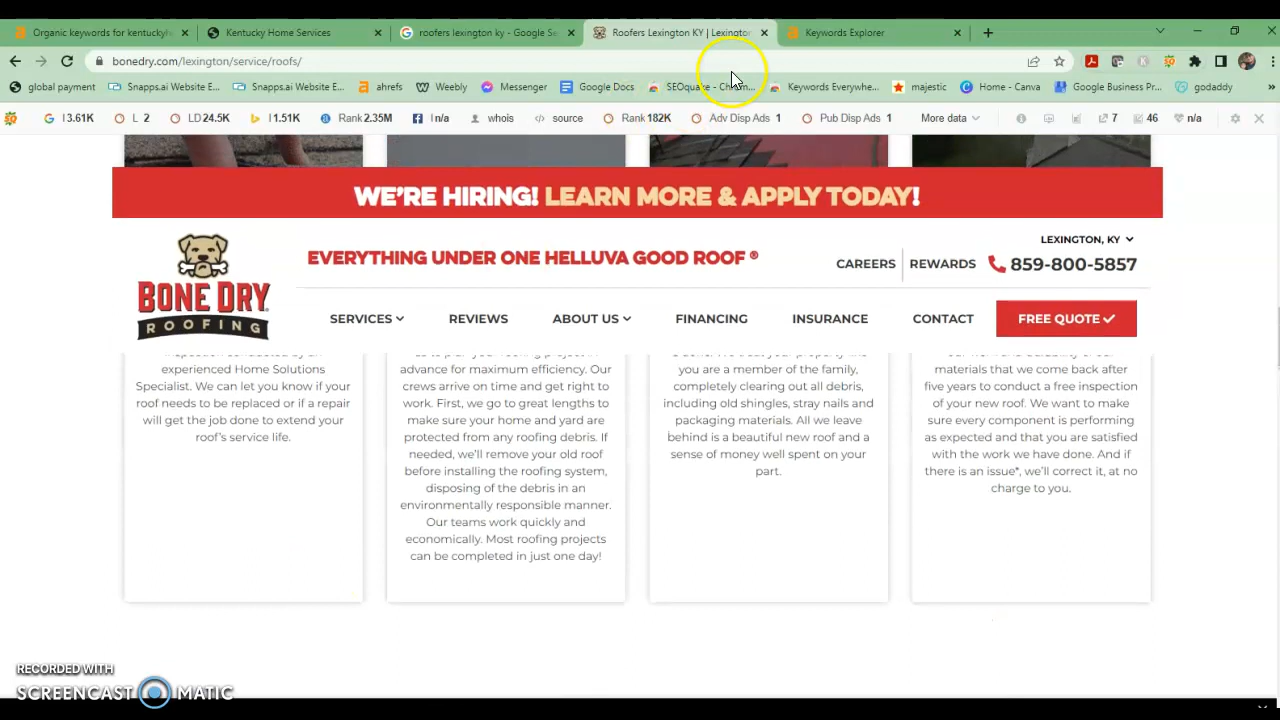 Organic keywords for kentuckyh
Kentucky Home Services
roofers lexington ky - Google Se
Roofers Lexington KY | Lexington
Keywords Explorer
bonedry.com/lexington/service/roofs/
global payment
Snapps.ai Website E...
Snapps.ai Website E...
ahrefs
Weebly
Messenger
Google Docs
SEOquake - Chrom...
Keywords Everywhe...
majestic
Home - Canva
Google Business Pr...
godaddy
I 3.61K
L 2
LD 24.5K
I 1.51K
Rank 2.35M
I n/a
whois
source
Rank 182K
Adv Disp Ads 1
Pub Disp Ads 1
More data
7
46
n/a
WE'RE HIRING! LEARN MORE & APPLY TODAY!
BONE DRY
ROOFING
EVERYTHING UNDER ONE HELLUVA GOOD ROOF ®
LEXINGTON, KY
CAREERS
REWARDS
859-800-5857
SERVICES
REVIEWS
ABOUT US
FINANCING
INSURANCE
CONTACT
FREE QUOTE
inspection conducted by an
experienced Home Solutions
Specialist. We can let you know if your
roof needs to be replaced or if a repair
will get the job done to extend your
roof's service life.
advance for maximum efficiency. Our
crews arrive on time and get right to
work. First, we go to great lengths to
make sure your home and yard are
protected from any roofing debris. If
needed, we'll remove your old roof
before installing the roofing system,
disposing of the debris in an
environmentally responsible manner.
Our teams work quickly and
economically. Most roofing projects
can be completed in just one day!
you are a member of the family,
completely clearing out all debris,
including old shingles, stray nails and
packaging materials. All we leave
behind is a beautiful new roof and a
sense of money well spent on your
part.
materials that we come back after
five years to conduct a free inspection
of your new roof. We want to make
sure every component is performing
as expected and that you are satisfied
with the work we have done. And if
there is an issue*, we'll correct it, at no
charge to you.
RECORDED WITH
SCREENCAST MATIC